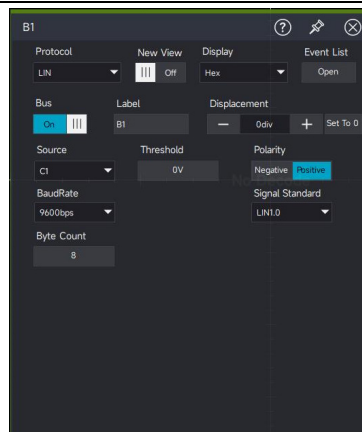 B1
Protocol New View Display Event List
LIN Off Hex Open
Bus Label Displacement
On B1 0div Set To 0
Source Threshold Polarity
C1 0V Negative Positive
BaudRate Signal Standard
9600bps LIN1.0
Byte Count
8